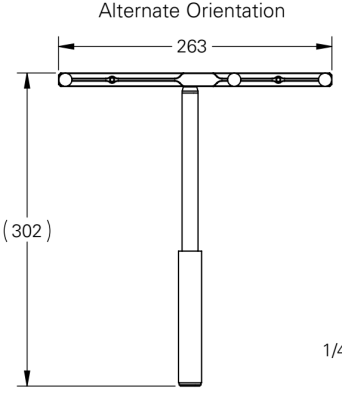 Alternate Orientation
263
(302)
1/4